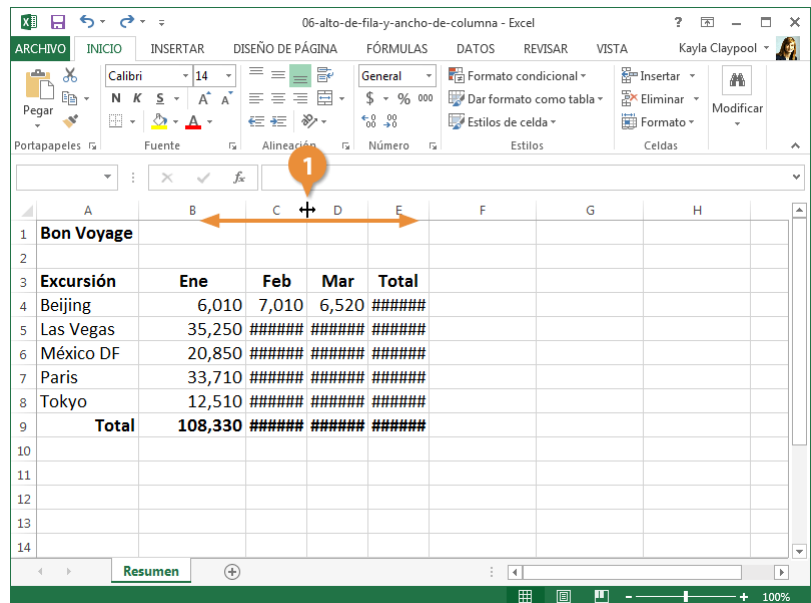 06-alto-de-fila-y-ancho-de-columna - Excel ?
ARCHIVO INICIO INSERTAR DISEÑO DE PÁGINA FÓRMULAS DATOS REVISAR VISTA Kayla Claypool
Pegar
Calibri 14
N K S A A
A
General
$ % 000
Formato condicional
Dar formato como tabla
Estilos de celda
Insertar
Eliminar
Formato
Modificar
Portapapeles Fuente Alineación Número Estilos Celdas
1
fx
A B C D E F G H
1 Bon Voyage
2
3 Excursión Ene Feb Mar Total
4 Beijing 6,010 7,010 6,520 ######
5 Las Vegas 35,250 ###### ###### ######
6 México DF 20,850 ###### ###### ######
7 Paris 33,710 ###### ###### ######
8 Tokyo 12,510 ###### ###### ######
9 Total 108,330 ###### ###### ######
10
11
12
13
14
Resumen
100%